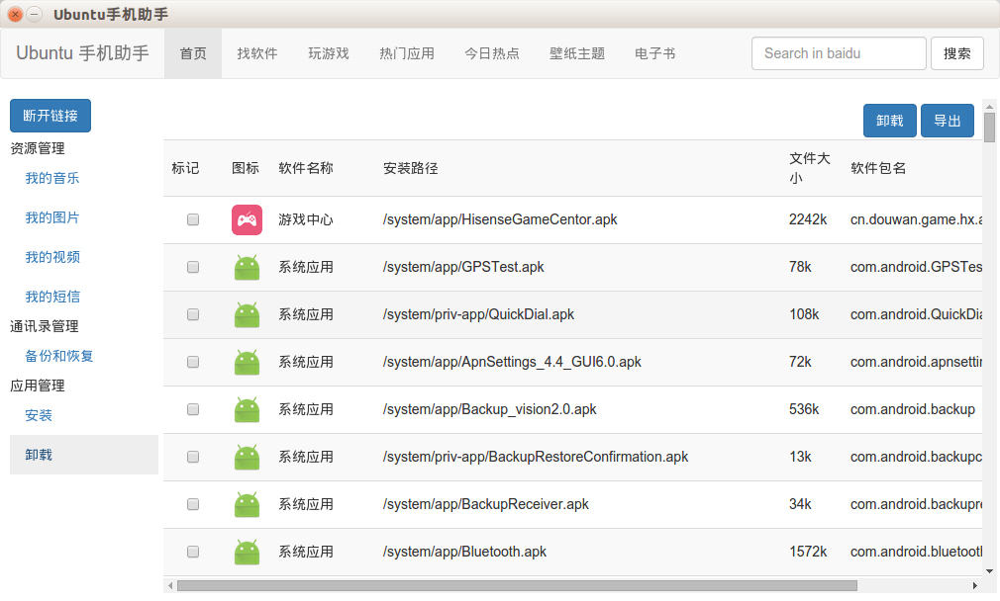 Ubuntu手机助手
Ubuntu 手机助手 首页 找软件 玩游戏 热门应用 今日热点 壁纸主题 电子书 Search in baidu 搜索
断开链接
资源管理
我的音乐
我的图片
我的视频
我的短信
通讯录管理
备份和恢复
应用管理
安装
卸载
卸载 导出
标记 图标 软件名称 安装路径 文件大小 软件包名
游戏中心 /system/app/HisenseGameCentor.apk 2242k cn.douwan.game.hx.a
系统应用 /system/app/GPSTest.apk 78k com.android.GPSTes
系统应用 /system/priv-app/QuickDial.apk 108k com.android.QuickDia
系统应用 /system/app/ApnSettings_4.4_GUI6.0.apk 72k com.android.apnsettin
系统应用 /system/app/Backup_vision2.0.apk 536k com.android.backup
系统应用 /system/priv-app/BackupRestoreConfirmation.apk 13k com.android.backupc
系统应用 /system/app/BackupReceiver.apk 34k com.android.backupre
系统应用 /system/app/Bluetooth.apk 1572k com.android.bluetooth